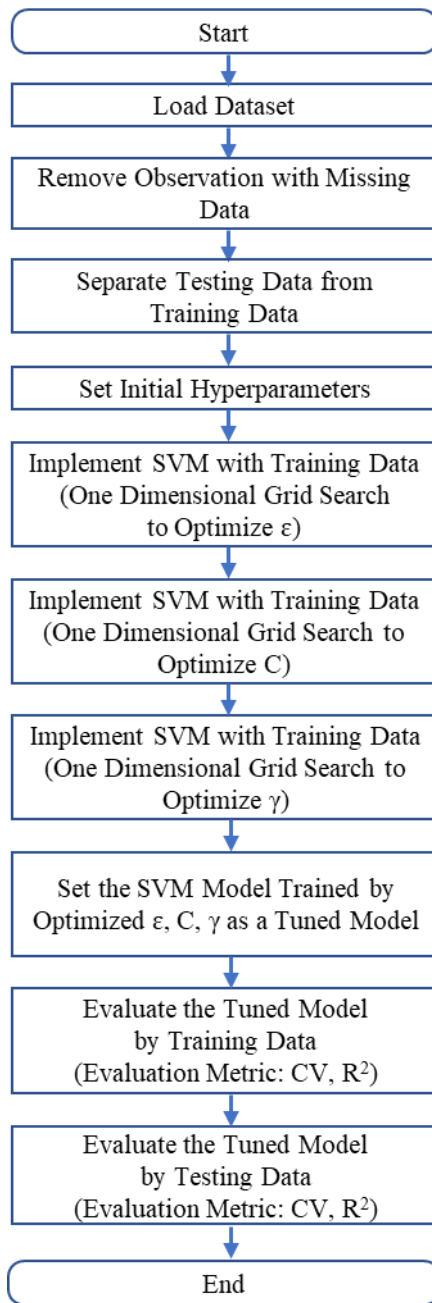 Start
Load Dataset
Remove Observation with Missing
Data
Separate Testing Data from
Training Data
Set Initial Hyperparameters
Implement SVM with Training Data
(One Dimensional Grid Search
to Optimize ε)
Implement SVM with Training Data
(One Dimensional Grid Search to
Optimize C)
Implement SVM with Training Data
(One Dimensional Grid Search to
Optimize γ)
Set the SVM Model Trained by
Optimized ε, C, γ as a Tuned Model
Evaluate the Tuned Model
by Training Data
(Evaluation Metric: CV, R²)
Evaluate the Tuned Model
by Testing Data
(Evaluation Metric: CV, R²)
End